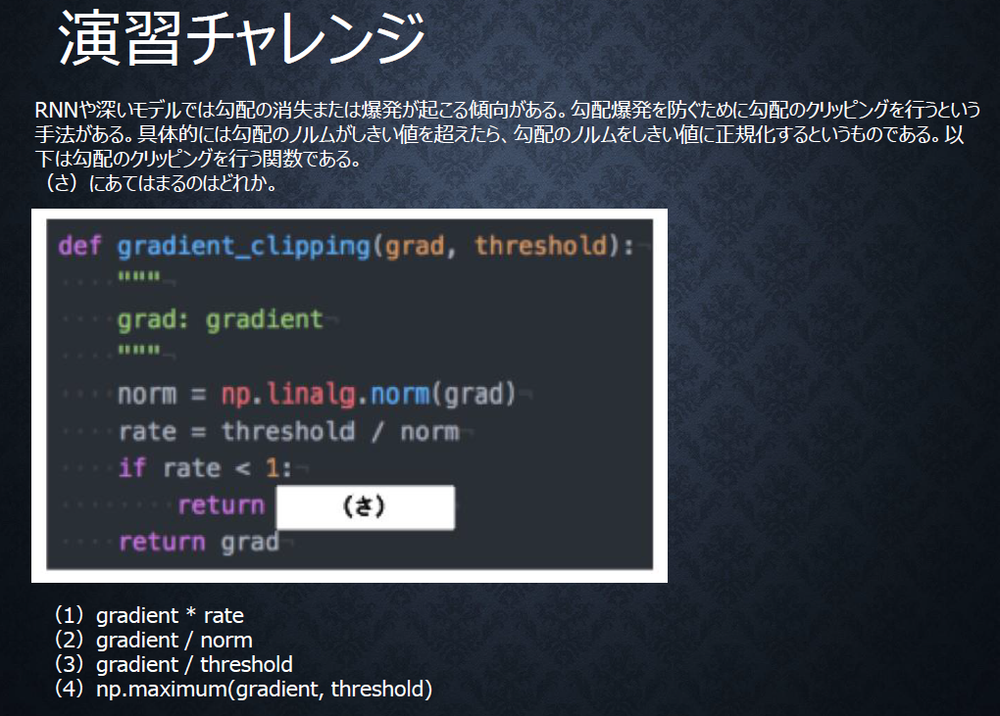 演習チャレンジ
RNNや深いモデルでは勾配の消失または爆発が起こる傾向がある。勾配爆発を防ぐために勾配のクリッピングを行うという
手法がある。具体的には勾配のノルムがしきい値を超えたら、勾配のノルムをしきい値に正規化するというものである。以
下は勾配のクリッピングを行う関数である。
（さ）にあてはまるのはどれか。
def gradient_clipping(grad, threshold):
"""
grad: gradient
"""
norm = np.linalg.norm(grad)
rate = threshold / norm
if rate < 1:
return （さ）
return grad
（1）gradient * rate
（2）gradient / norm
（3）gradient / threshold
（4）np.maximum(gradient, threshold)